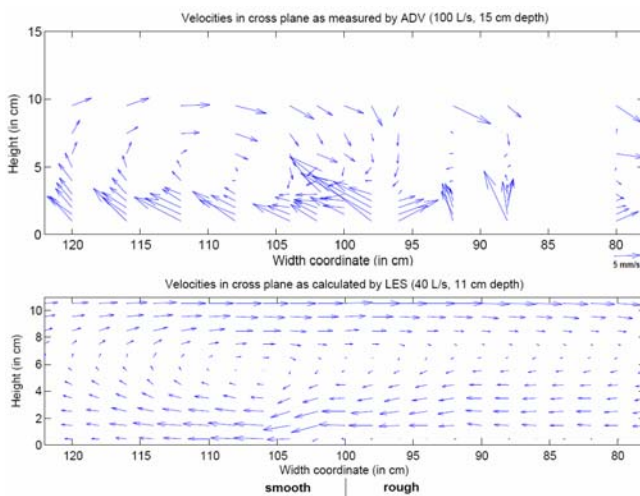 Velocities in cross plane as measured by ADV (100 L/s, 15 cm depth)
15
10
5
0
Height (in cm)
120 115 110 105 100 95 90 85 80
Width coordinate (in cm)
5 mm/s
Velocities in cross plane as calculated by LES (40 L/s, 11 cm depth)
10
8
6
4
2
0
Height (in cm)
120 115 110 105 100 95 90 85 80
Width coordinate (in cm)
smooth | rough